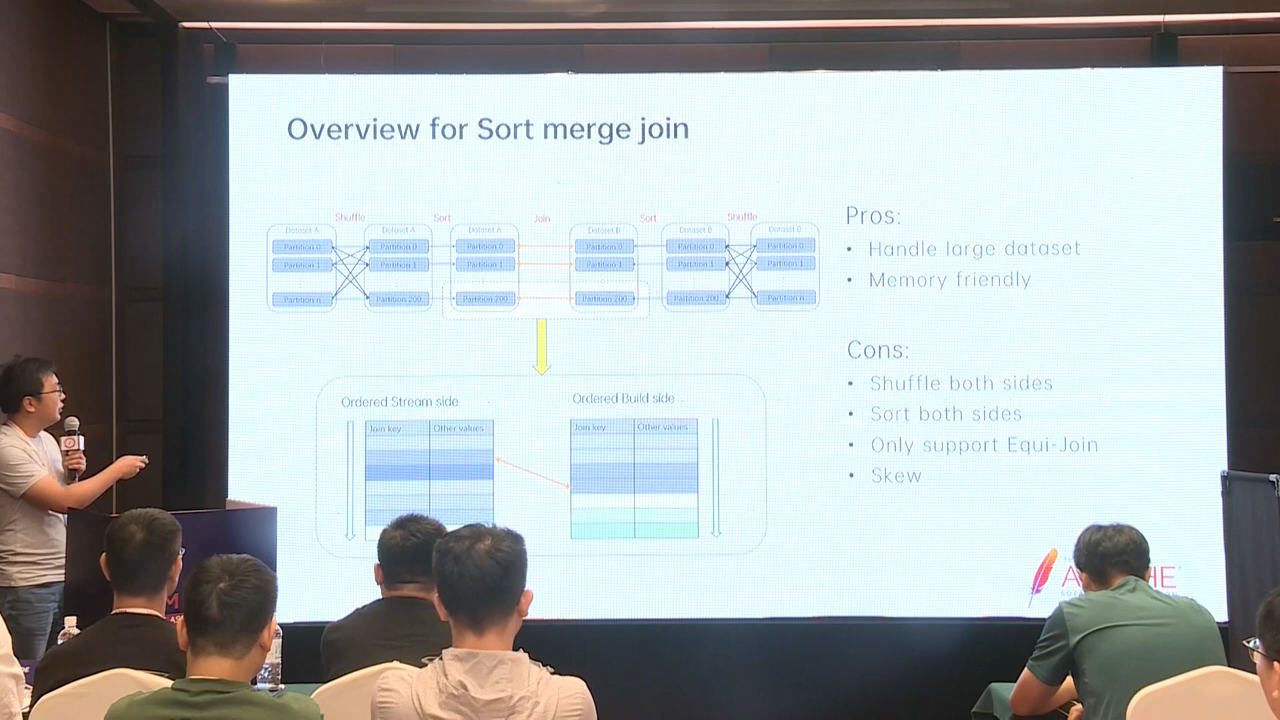 Overview for Sort merge join
Shuffle
Sort
Join
Sort
Shuffle
Dataset A
Partition 0
Partition 1
Partition n
Dataset A
Partition 0
Partition 1
Partition 200
Dataset A
Partition 0
Partition 1
Partition 200
Dataset B
Partition 0
Partition 1
Partition 200
Dataset B
Partition 0
Partition 1
Partition 200
Dataset B
Partition 0
Partition 1
Partition n
Ordered Stream side
Join key
Other values
Ordered Build side
Join key
Other values
Pros:
• Handle large dataset
• Memory friendly
Cons:
• Shuffle both sides
• Sort both sides
• Only support Equi-Join
• Skew